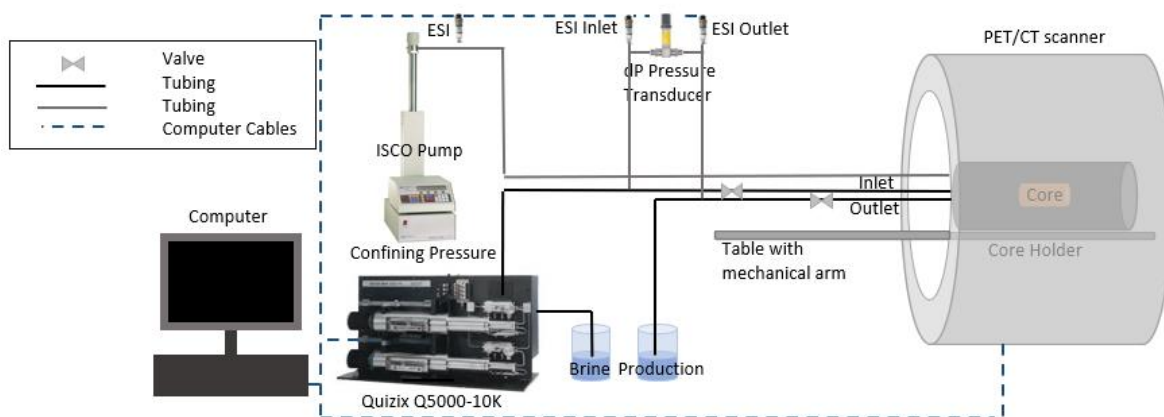 ESI
ESI Inlet
ESI Outlet
PET/CT scanner
Valve
Tubing
Tubing
Computer Cables
dP Pressure
Transducer
ISCO Pump
Inlet
Core
Outlet
Computer
Confining Pressure
Table with
mechanical arm
Core Holder
Brine
Production
Quizix Q5000-10K